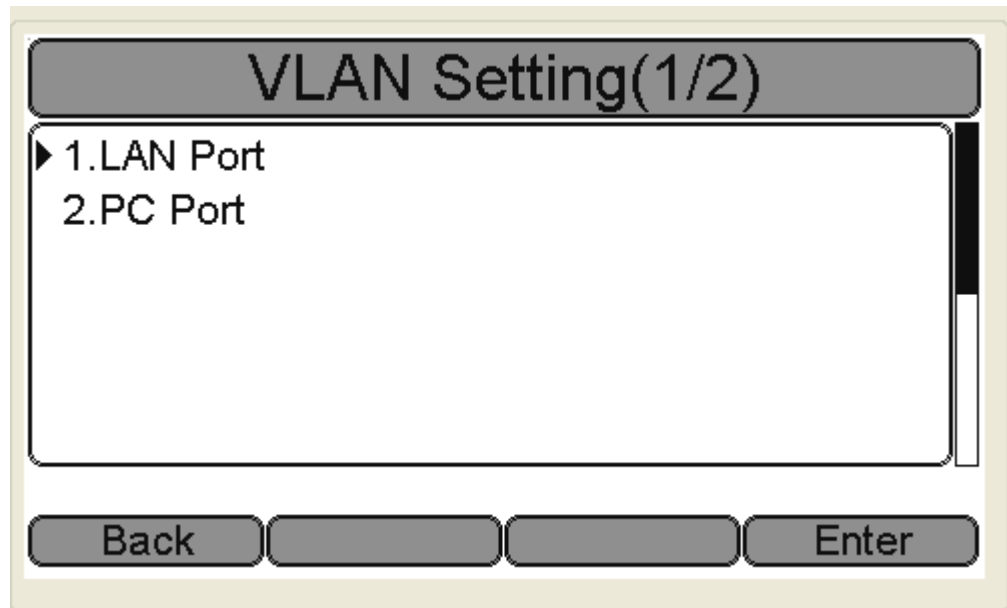 VLAN Setting(1/2)
1.LAN Port
2.PC Port
Back Enter